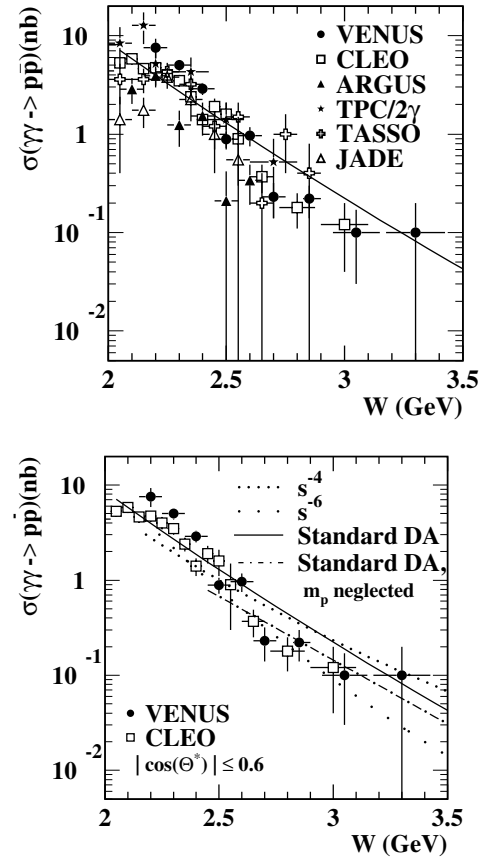 σ(γγ -> pp̄)(nb)
10
1
10⁻¹
10⁻²
VENUS
CLEO
ARGUS
TPC/2γ
TASSO
JADE
2 2.5 3 3.5
W (GeV)
σ(γγ -> pp̄)(nb)
10
1
10⁻¹
10⁻²
s⁻⁴
s⁻⁶
Standard DA
Standard DA,
mₚ neglected
VENUS
CLEO
| cos(Θ*) | ≤ 0.6
2 2.5 3 3.5
W (GeV)